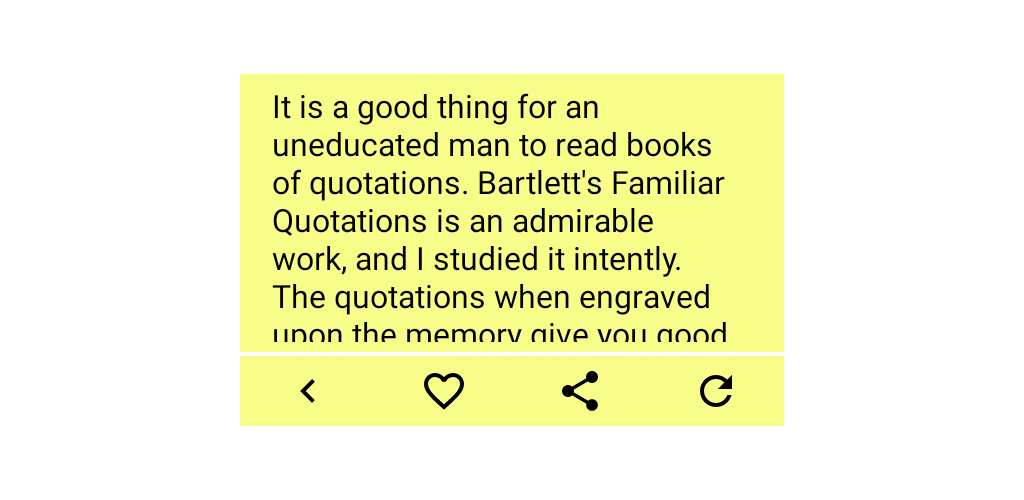 It is a good thing for an
uneducated man to read books
of quotations. Bartlett's Familiar
Quotations is an admirable
work, and I studied it intently.
The quotations when engraved
upon the memory give you good